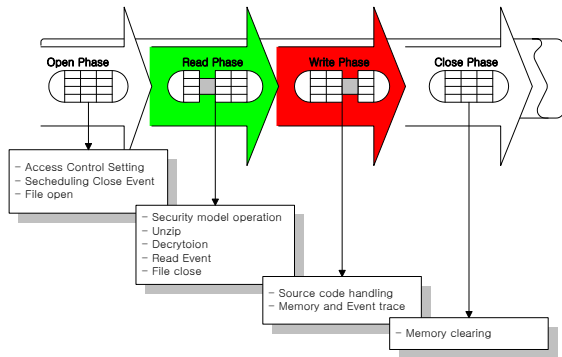 Open Phase
Read Phase
Write Phase
Close Phase
- Access Control Setting
- Secheduling Close Event
- File open
- Security model operation
- Unzip
- Decrytoion
- Read Event
- File close
- Source code handling
- Memory and Event trace
- Memory clearing